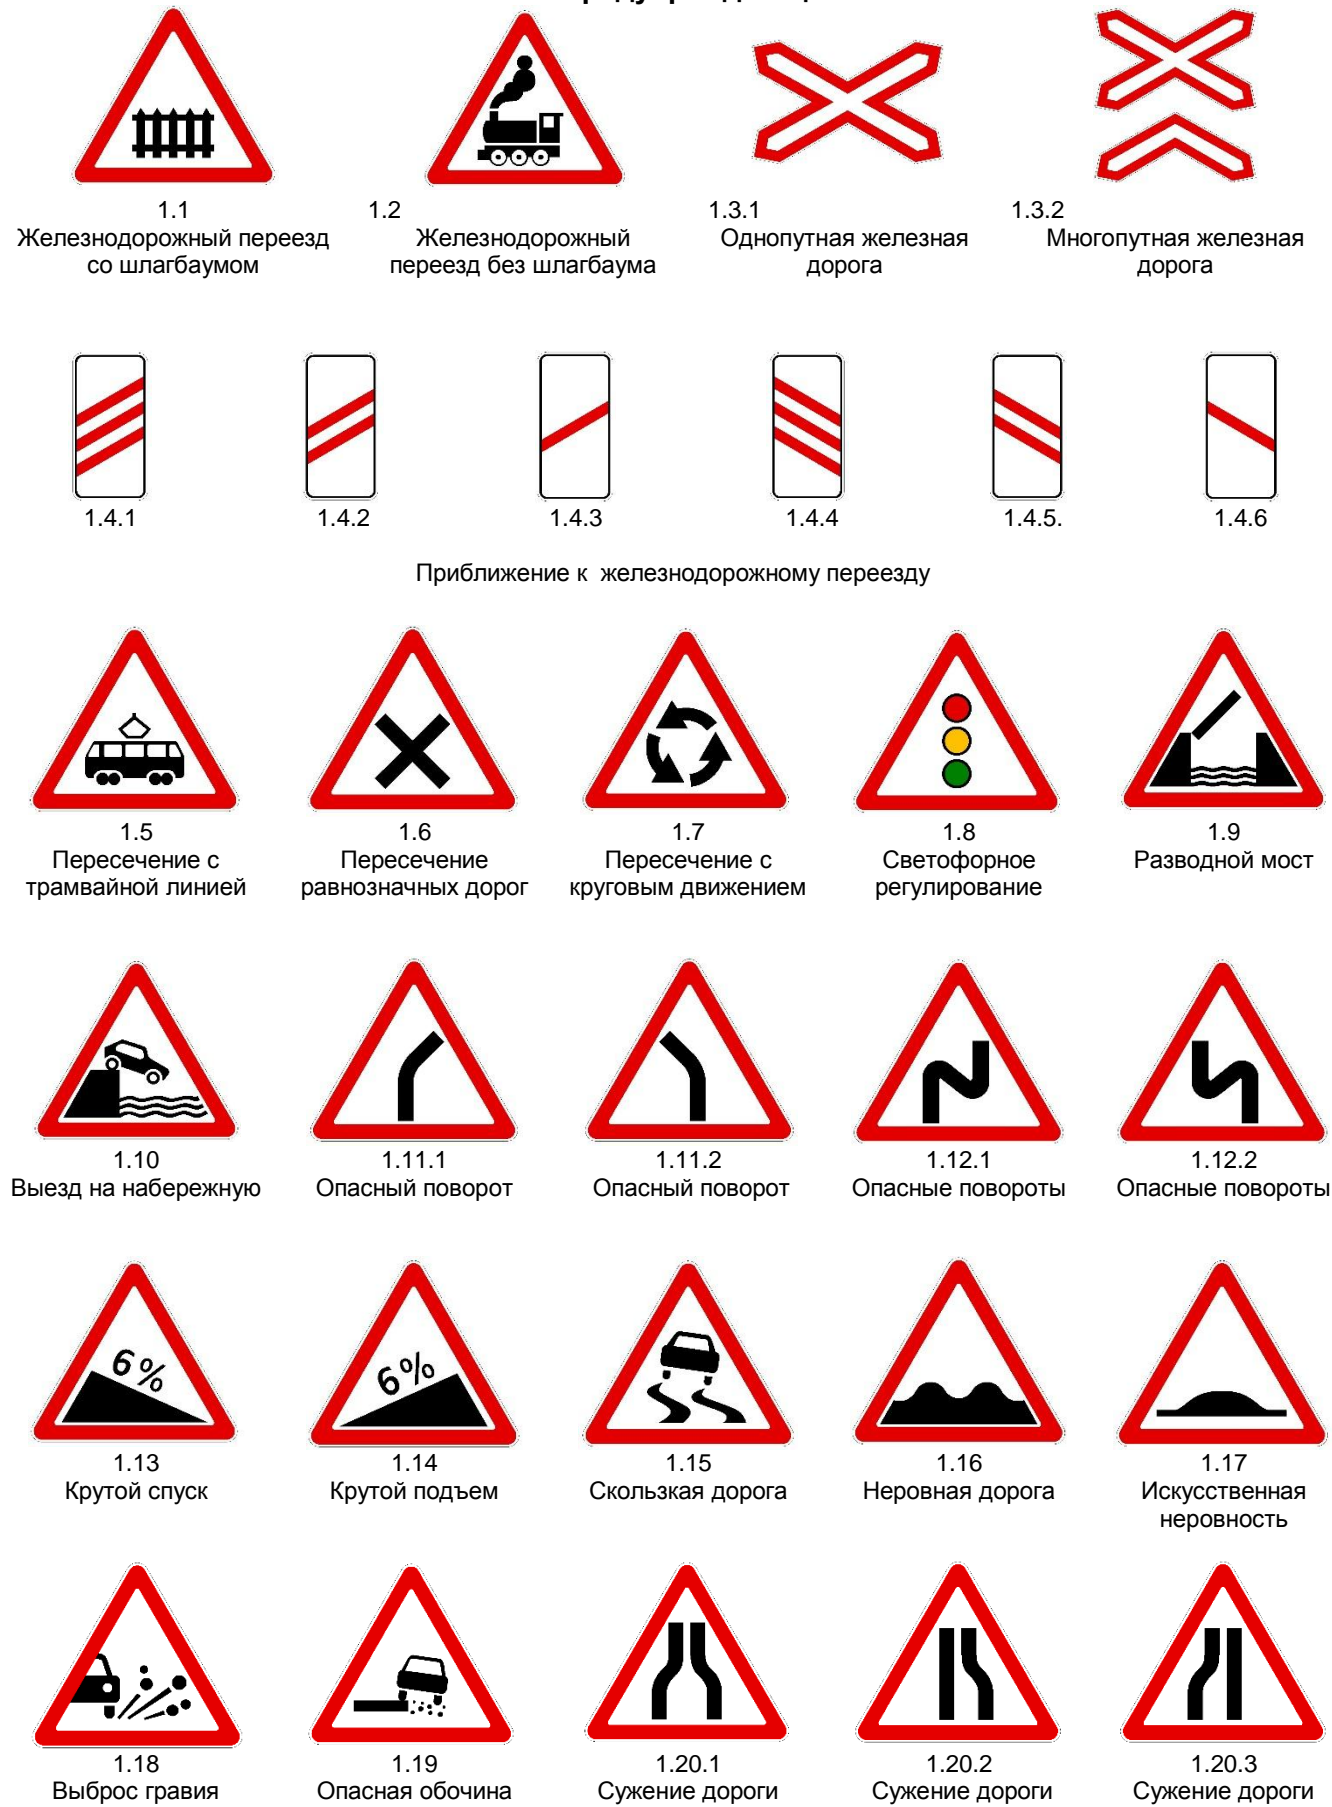 1.1 1.2 1.3.1 1.3.2
Железнодорожный переезд Железнодорожный Однопутная железная Многопутная железная
со шлагбаумом переезд без шлагбаума дорога дорога
1.4.1 1.4.2 1.4.3 1.4.4 1.4.5. 1.4.6
Приближение к железнодорожному переезду
1.5 1.6 1.7 1.8 1.9
Пересечение с Пересечение Пересечение с Светофорное Разводной мост
трамвайной линией равнозначных дорог круговым движением регулирование
1.10 1.11.1 1.11.2 1.12.1 1.12.2
Выезд на набережную Опасный поворот Опасный поворот Опасные повороты Опасные повороты
6% 6%
1.13 1.14 1.15 1.16 1.17
Крутой спуск Крутой подъем Скользкая дорога Неровная дорога Искусственная
неровность
1.18 1.19 1.20.1 1.20.2 1.20.3
Выброс гравия Опасная обочина Сужение дороги Сужение дороги Сужение дороги